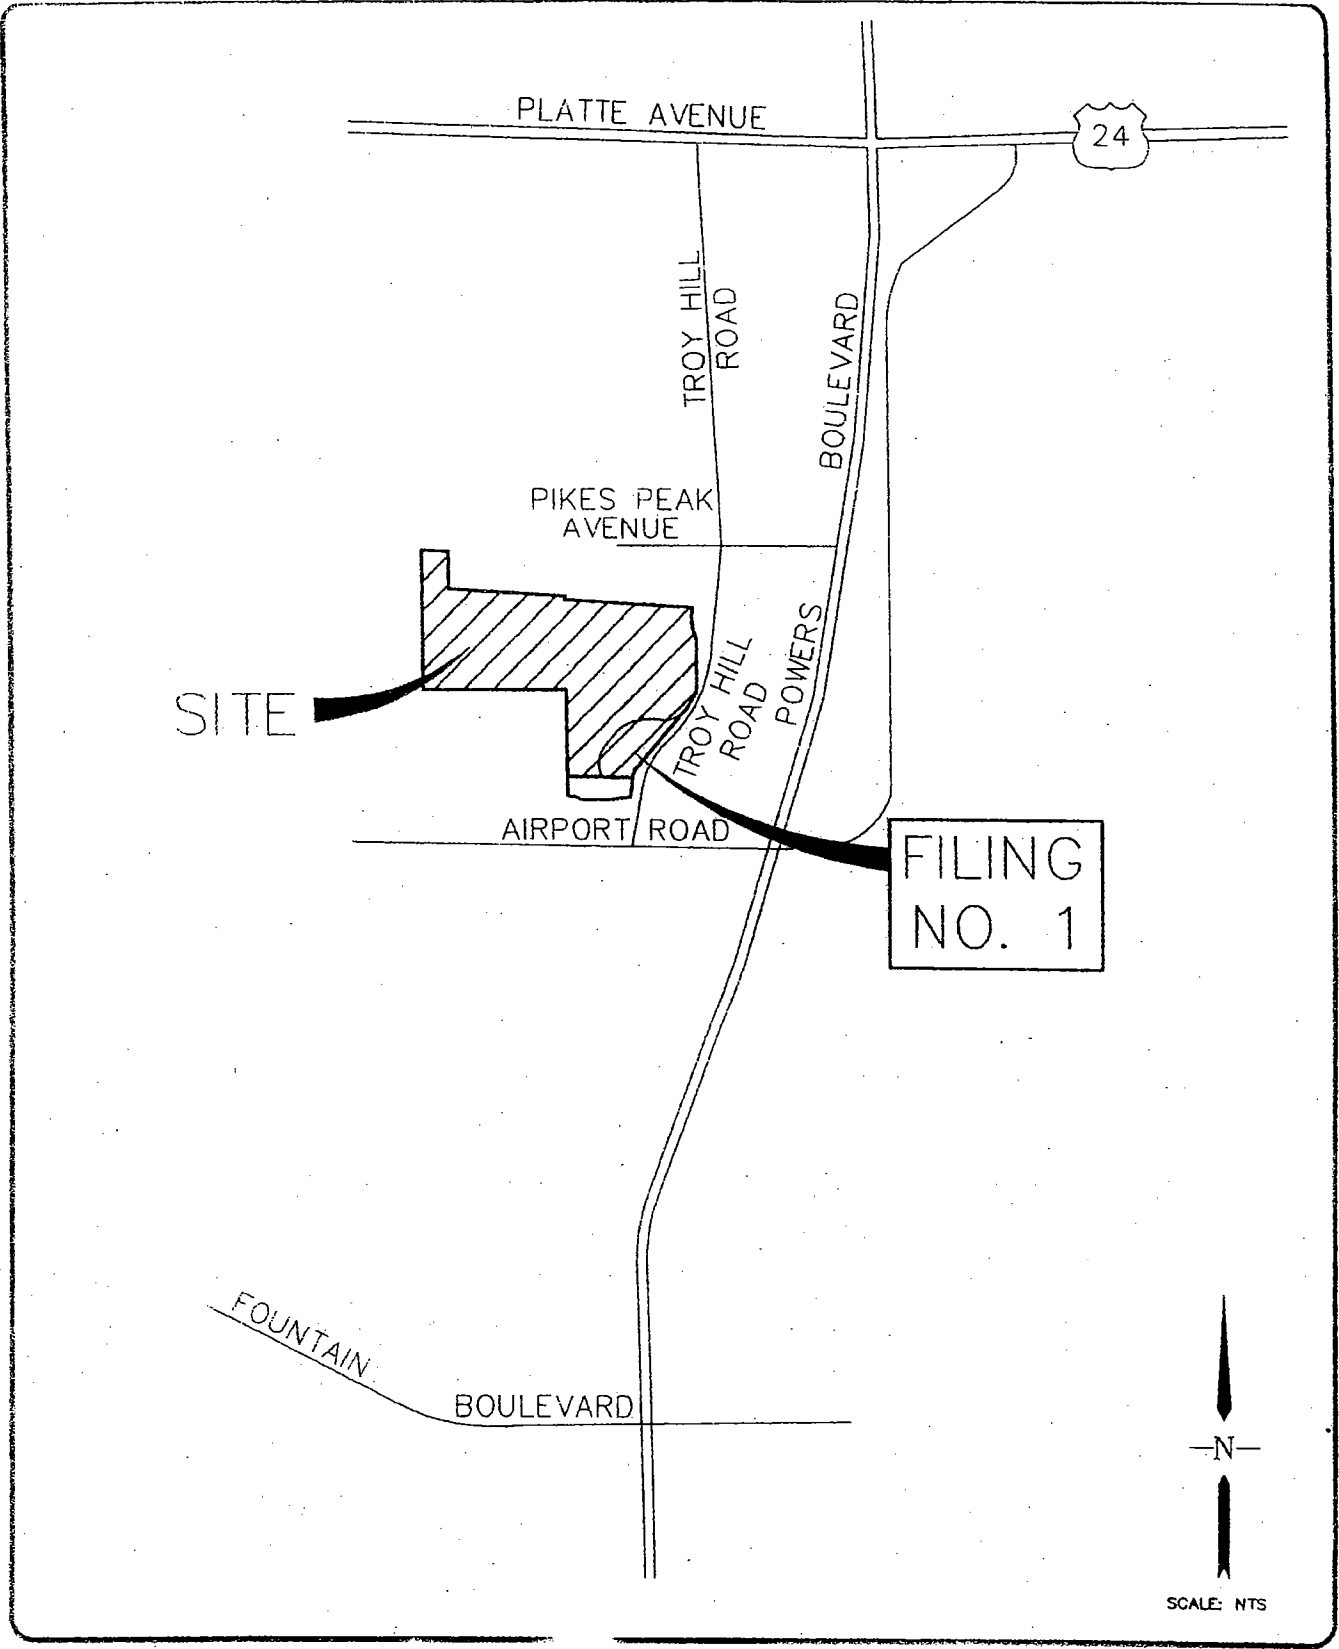 PLATTE AVENUE
24
TROY HILL
ROAD
BOULEVARD
PIKES PEAK
AVENUE
TROY HILL
ROAD
POWERS
SITE
AIRPORT ROAD
FILING
NO. 1
FOUNTAIN
BOULEVARD
N
SCALE: NTS